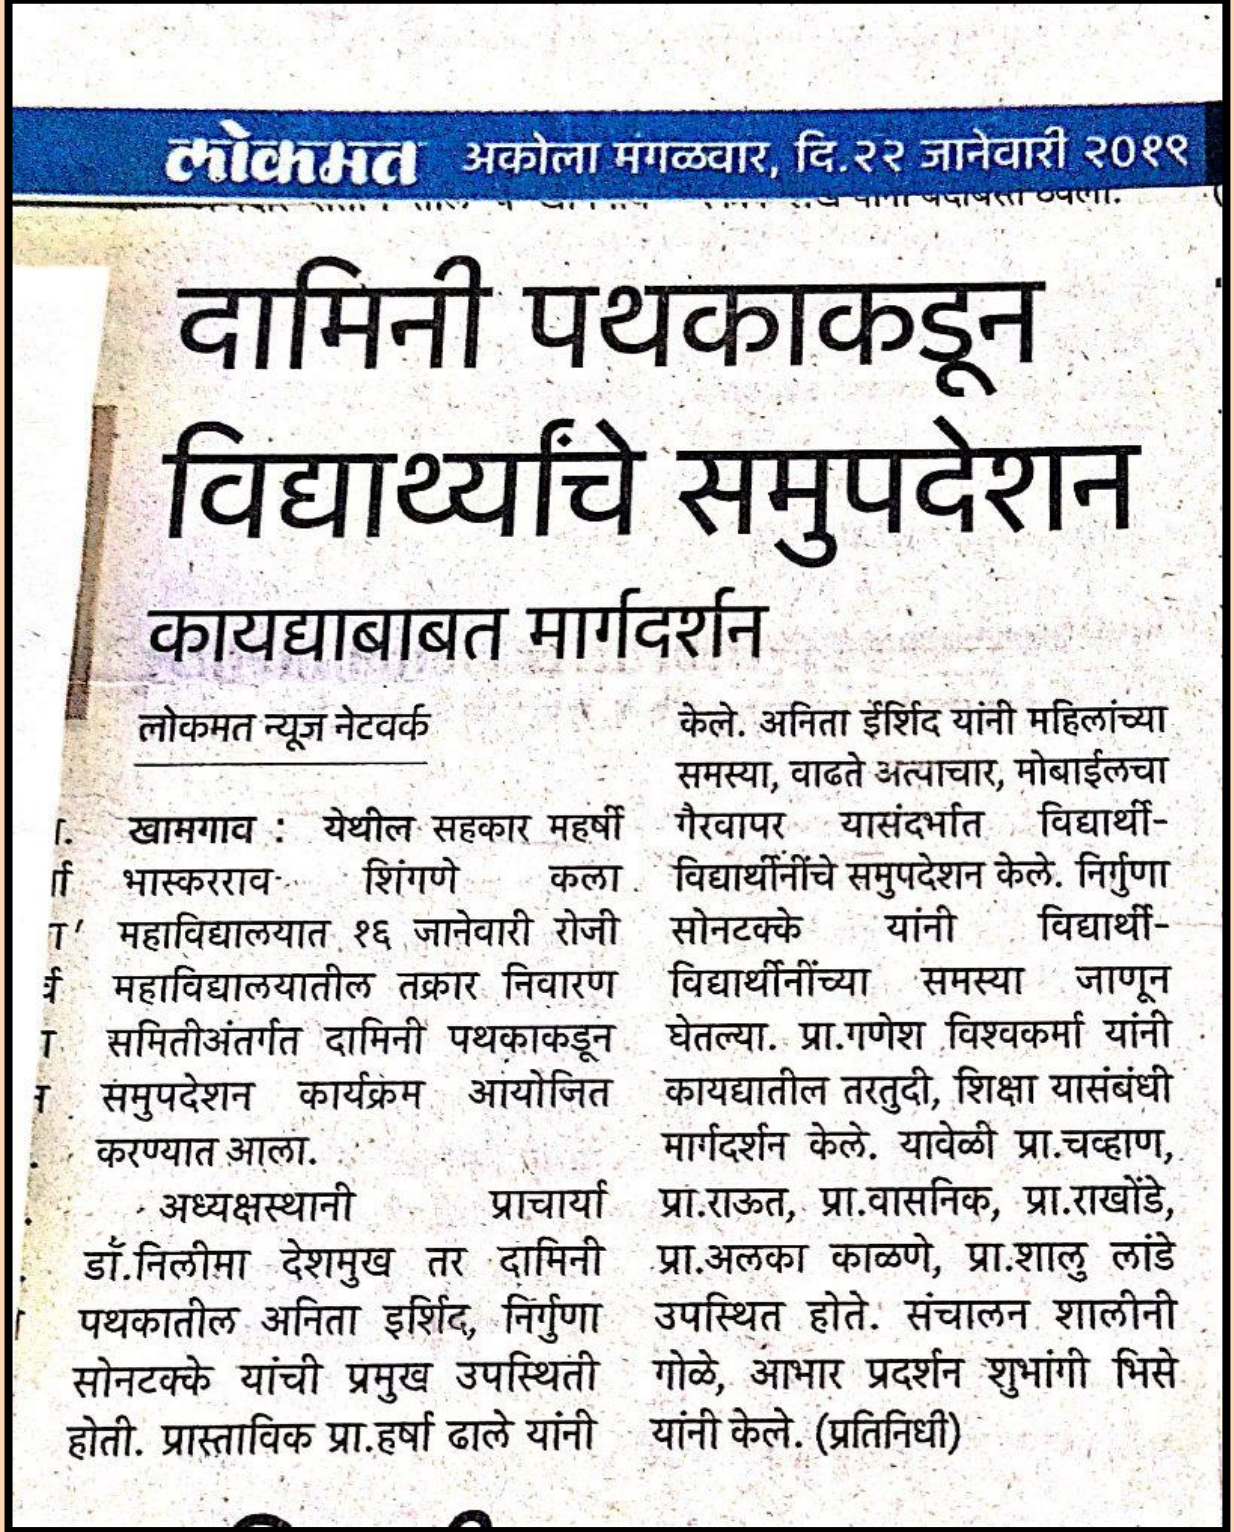 लोकमत अकोला मंगळवार, दि.२२ जानेवारी २०१९
दामिनी पथकाकडून
विद्यार्थ्यांचे समुपदेशन
कायद्याबाबत मार्गदर्शन
लोकमत न्यूज नेटवर्क
खामगाव : येथील सहकार महर्षी
भास्करराव शिंगणे कला
महाविद्यालयात १६ जानेवारी रोजी
महाविद्यालयातील तक्रार निवारण
समितीअंतर्गत दामिनी पथकाकडून
समुपदेशन कार्यक्रम आयोजित
करण्यात आला.
अध्यक्षस्थानी प्राचार्या
डॉ.निलीमा देशमुख तर दामिनी
पथकातील अनिता इर्शिद, निर्गुणा
सोनटक्के यांची प्रमुख उपस्थिती
होती. प्रास्ताविक प्रा.हर्षा ढाले यांनी
केले. अनिता ईर्शिद यांनी महिलांच्या
समस्या, वाढते अत्याचार, मोबाईलचा
गैरवापर यासंदर्भात विद्यार्थी-
विद्यार्थीनींचे समुपदेशन केले. निर्गुणा
सोनटक्के यांनी विद्यार्थी-
विद्यार्थीनींच्या समस्या जाणून
घेतल्या. प्रा.गणेश विश्वकर्मा यांनी
कायद्यातील तरतुदी, शिक्षा यासंबंधी
मार्गदर्शन केले. यावेळी प्रा.चव्हाण,
प्रा.राऊत, प्रा.वासनिक, प्रा.राखोंडे,
प्रा.अलका काळणे, प्रा.शालु लांडे
उपस्थित होते. संचालन शालीनी
गोळे, आभार प्रदर्शन शुभांगी भिसे
यांनी केले. (प्रतिनिधी)